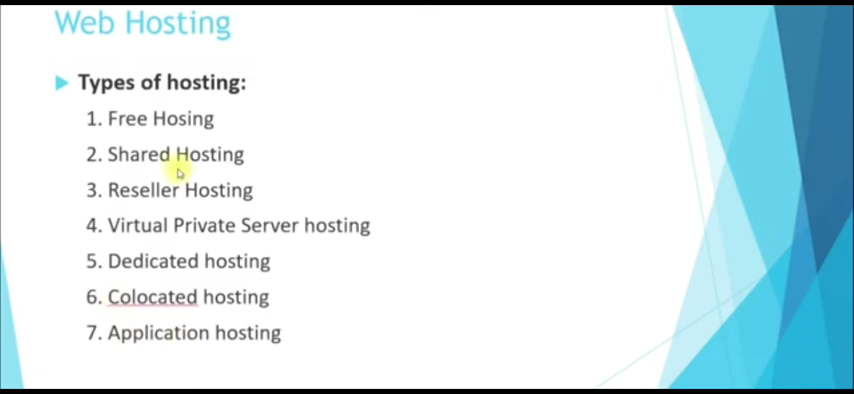 Web Hosting
Types of hosting:
1. Free Hosing
2. Shared Hosting
3. Reseller Hosting
4. Virtual Private Server hosting
5. Dedicated hosting
6. Colocated hosting
7. Application hosting